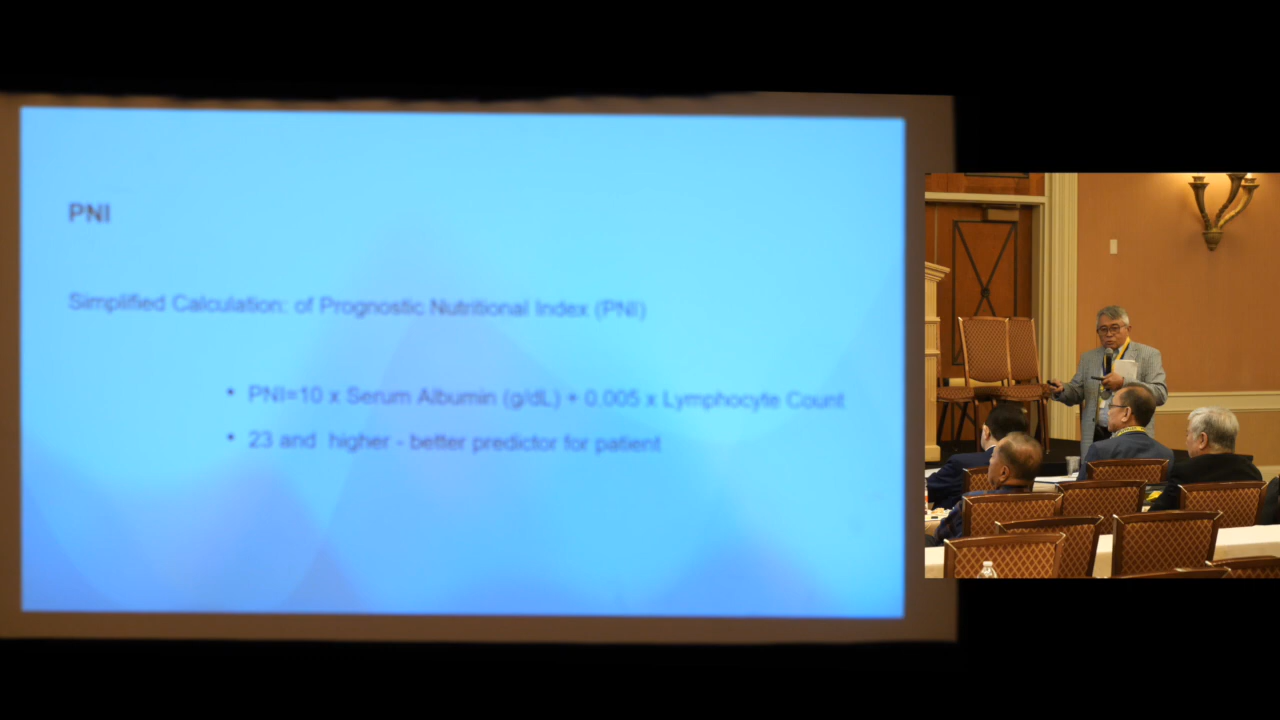 PNI
Simplified Calculation: of Prognostic Nutritional Index (PNI)
• PNI=10 x Serum Albumin (g/dL) + 0.005 x Lymphocyte Count
• 23 and higher - better predictor for patient